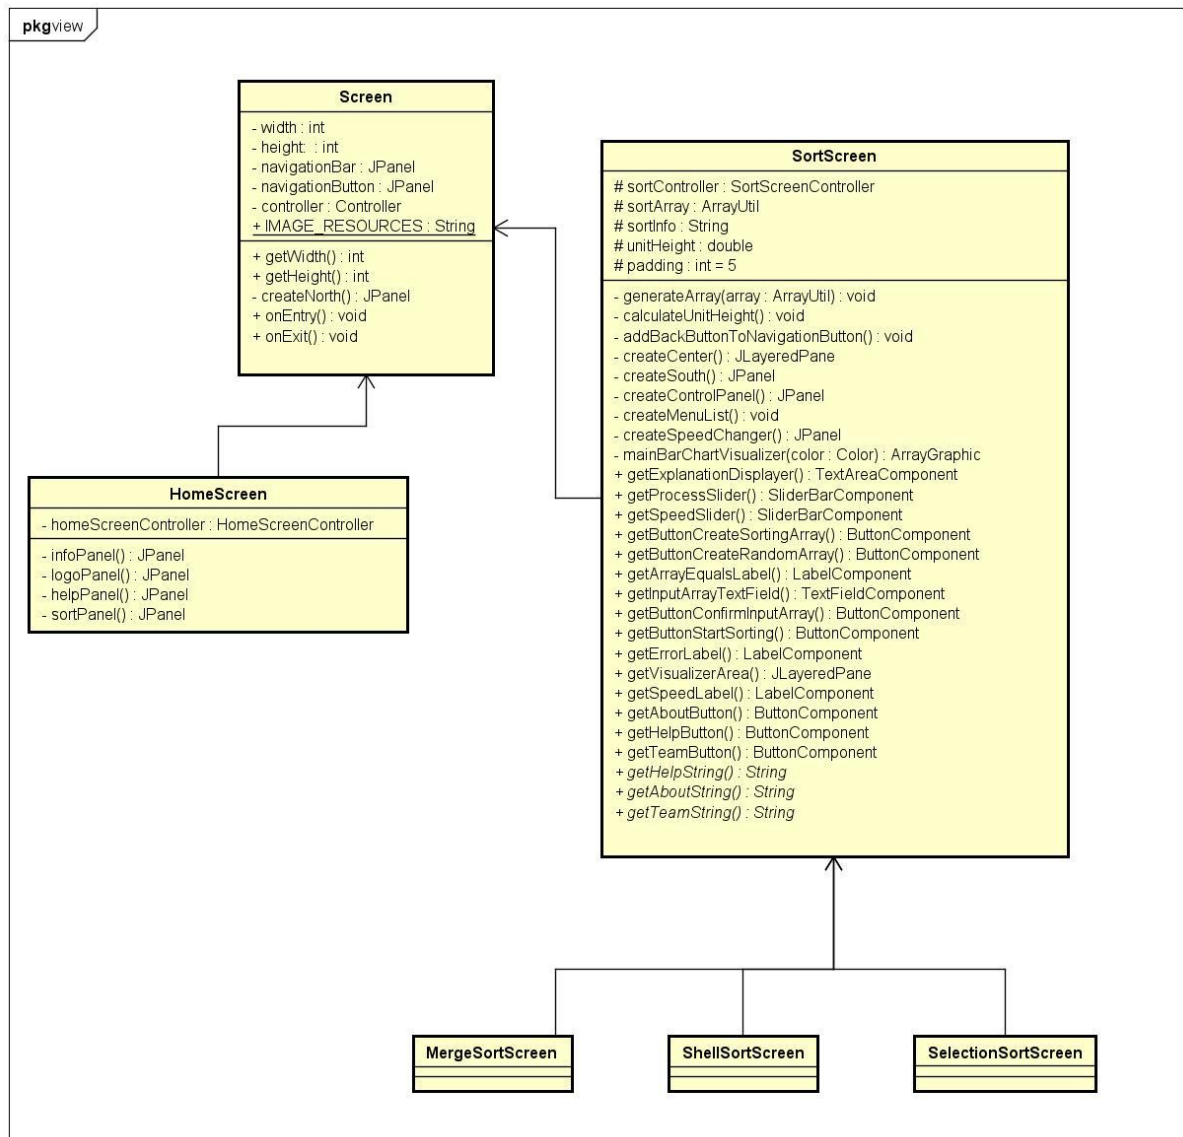 pkgview
Screen
- width : int
- height: : int
- navigationBar : JPanel
- navigationButton : JPanel
- controller : Controller
+ IMAGE_RESOURCES : String
+ getWidth() : int
+ getHeight() : int
- createNorth() : JPanel
+ onEntry() : void
+ onExit() : void
SortScreen
# sortController : SortScreenController
# sortArray : ArrayUtil
# sortInfo : String
# unitHeight : double
# padding : int = 5
- generateArray(array : ArrayUtil) : void
- calculateUnitHeight() : void
- addBackButtonToNavigationButton() : void
- createCenter() : JLayeredPane
- createSouth() : JPanel
- createControlPanel() : JPanel
- createMenuList() : void
- createSpeedChanger() : JPanel
- mainBarChartVisualizer(color : Color) : ArrayGraphic
+ getExplanationDisplayer() : TextAreaComponent
+ getProcessSlider() : SliderBarComponent
+ getSpeedSlider() : SliderBarComponent
+ getButtonCreateSortingArray() : ButtonComponent
+ getButtonCreateRandomArray() : ButtonComponent
+ getArrayEqualsLabel() : LabelComponent
+ getInputArrayTextField() : TextFieldComponent
+ getButtonConfirmInputArray() : ButtonComponent
+ getButtonStartSorting() : ButtonComponent
+ getErrorLabel() : LabelComponent
+ getVisualizerArea() : JLayeredPane
+ getSpeedLabel() : LabelComponent
+ getAboutButton() : ButtonComponent
+ getHelpButton() : ButtonComponent
+ getTeamButton() : ButtonComponent
+ getHelpString() : String
+ getAboutString() : String
+ getTeamString() : String
HomeScreen
- homeScreenController : HomeScreenController
- infoPanel() : JPanel
- logoPanel() : JPanel
- helpPanel() : JPanel
- sortPanel() : JPanel
MergeSortScreen
ShellSortScreen
SelectionSortScreen